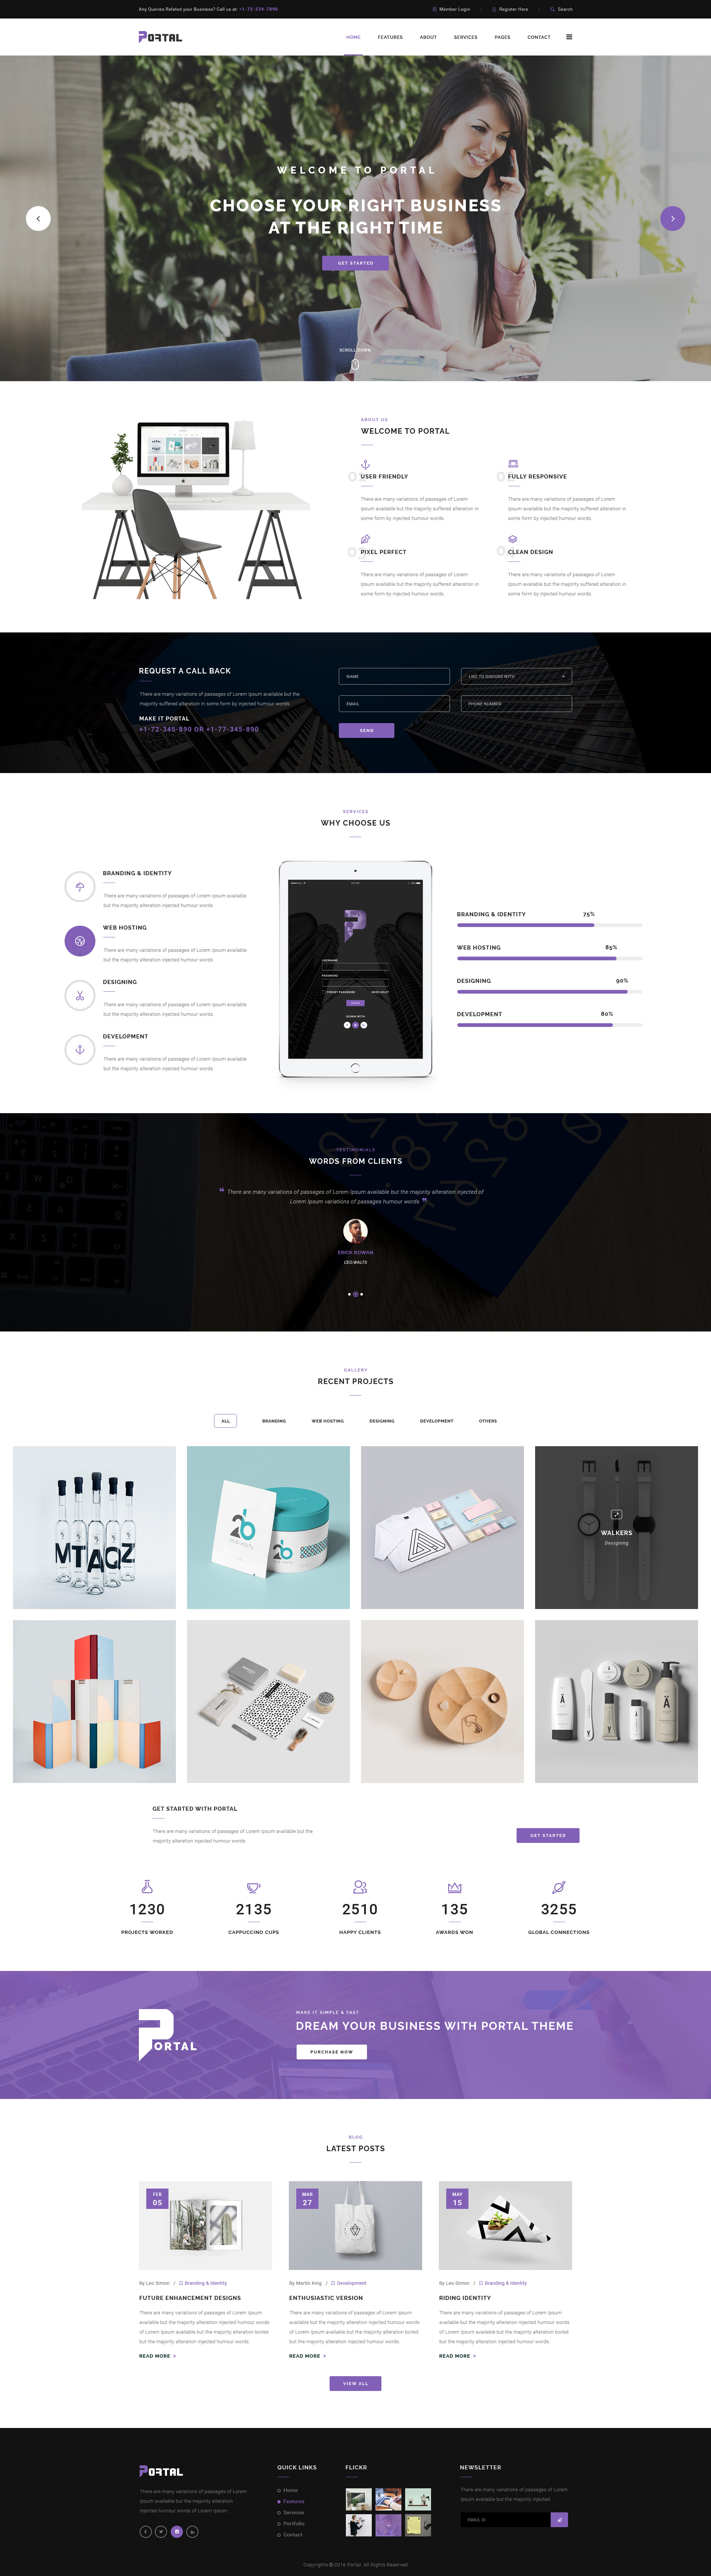 Any Queries Related your Business? Call us at: +1-72-334-7890
Member Login
Register Here
Search
PORTAL
HOME FEATURES ABOUT SERVICES PAGES CONTACT
WELCOME TO PORTAL
CHOOSE YOUR RIGHT BUSINESS
AT THE RIGHT TIME
GET STARTED
SCROLL DOWN
ABOUT US
WELCOME TO PORTAL
USER FRIENDLY
There are many variations of passages of Lorem
Ipsum available but the majority suffered alteration in
some form by injected humour words.
FULLY RESPONSIVE
There are many variations of passages of Lorem
Ipsum available but the majority suffered alteration in
some form by injected humour words.
PIXEL PERFECT
There are many variations of passages of Lorem
Ipsum available but the majority suffered alteration in
some form by injected humour words.
CLEAN DESIGN
There are many variations of passages of Lorem
Ipsum available but the majority suffered alteration in
some form by injected humour words.
REQUEST A CALL BACK
There are many variations of passages of Lorem Ipsum available but the
majority suffered alteration in some form by injected humour words.
MAKE IT PORTAL
+1-72-345-890 OR +1-77-345-890
NAME
LIKE TO DISCUSS WITH
EMAIL
PHONE NUMBER
SEND
SERVICES
WHY CHOOSE US
BRANDING & IDENTITY
There are many variations of passages of Lorem Ipsum available
but the majority alteration injected humour words.
WEB HOSTING
There are many variations of passages of Lorem Ipsum available
but the majority alteration injected humour words.
DESIGNING
There are many variations of passages of Lorem Ipsum available
but the majority alteration injected humour words.
DEVELOPMENT
There are many variations of passages of Lorem Ipsum available
but the majority alteration injected humour words.
USERNAME
PASSWORD
FORGET PASSWORD
NEED HELP?
SIGNIN WITH
BRANDING & IDENTITY 75%
WEB HOSTING 85%
DESIGNING 90%
DEVELOPMENT 80%
TESTIMONIALS
WORDS FROM CLIENTS
“ There are many variations of passages of Lorem Ipsum available but the majority alteration injected of
Lorem Ipsum variations of passages humour words. ”
ERICK ROWAN
CEO,WALTS
GALLERY
RECENT PROJECTS
ALL BRANDING WEB HOSTING DESIGNING DEVELOPMENT OTHERS
MTAQZ
26
26
WALKERS
Designing
GET STARTED WITH PORTAL
There are many variations of passages of Lorem Ipsum available but the
majority alteration injected humour words.
GET STARTED
1230
PROJECTS WORKED
2135
CAPPUCCINO CUPS
2510
HAPPY CLIENTS
135
AWARDS WON
3255
GLOBAL CONNECTIONS
PORTAL
MAKE IT SIMPLE & FAST
DREAM YOUR BUSINESS WITH PORTAL THEME
PURCHASE NOW
BLOG
LATEST POSTS
FEB
05
By Leo Simon / Branding & Identity
FUTURE ENHANCEMENT DESIGNS
There are many variations of passages of Lorem Ipsum
available but the majority alteration injected humour words
of Lorem Ipsum available but the majority alteration boiled
but the majority alteration injected humour words.
READ MORE »
MAR
27
By Martin King / Development
ENTHUSIASTIC VERSION
There are many variations of passages of Lorem Ipsum
available but the majority alteration injected humour words
of Lorem Ipsum available but the majority alteration boiled
but the majority alteration injected humour words.
READ MORE »
MAY
15
By Leo Simon / Branding & Identity
RIDING IDENTITY
There are many variations of passages of Lorem Ipsum
available but the majority alteration injected humour words
of Lorem Ipsum available but the majority alteration boiled
but the majority alteration injected humour words.
READ MORE »
VIEW ALL
PORTAL
There are many variations of passages of Lorem
Ipsum available but the majority alteration
injected humour words of Lorem Ipsum.
QUICK LINKS
Home
Features
Services
Portfolio
Contact
FLICKR
NEWSLETTER
There are many variations of passages of Lorem
Ipsum available but the majority injected.
EMAIL ID
Copyrights © 2016 Portal. All Rights Reserved